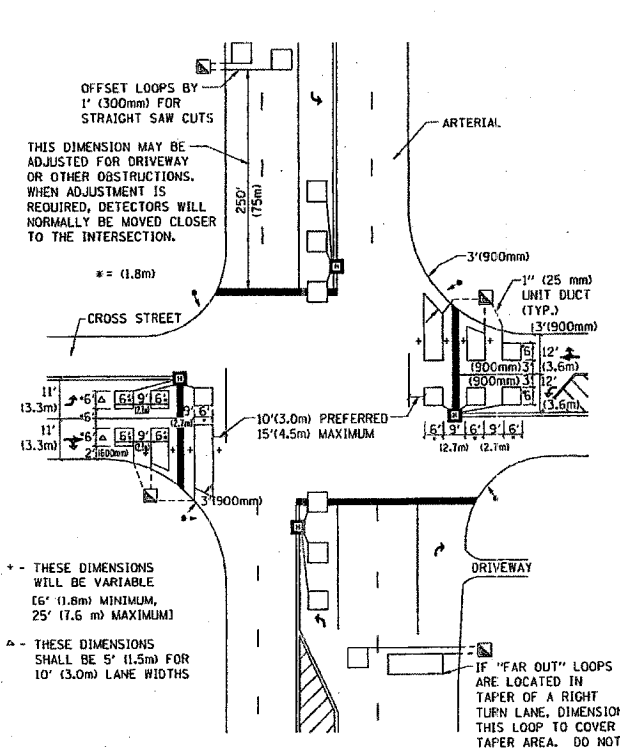 OFFSET LOOPS BY
1' (300mm) FOR
STRAIGHT SAW CUTS
THIS DIMENSION MAY BE
ADJUSTED FOR DRIVEWAY
OR OTHER OBSTRUCTIONS.
WHEN ADJUSTMENT IS
REQUIRED, DETECTORS WILL
NORMALLY BE MOVED CLOSER
TO THE INTERSECTION.
250'
(75m)
* = (1.8m)
ARTERIAL
CROSS STREET
3'(900mm)
1" (25 mm)
UNIT DUCT
(TYP.)
3'(900mm)
12'
(3.6m)
(900mm) 3'
(900mm) 3'
12'
(3.6m)
6'
6'
H
H
H
H
11'
(3.3m)
11'
(3.3m)
*6'
6' 9' 6'
*6
(2.7m)
6'
*6'
6' 9' 6'
(2.7m)
2' (600mm)
3'(900mm)
10'(3.0m) PREFERRED
15'(4.5m) MAXIMUM
6' 9' 6' 9' 6'
(2.7m) (2.7m)
+ - THESE DIMENSIONS
WILL BE VARIABLE
[6' (1.8m) MINIMUM,
25' (7.6 m) MAXIMUM]
△ - THESE DIMENSIONS
SHALL BE 5' (1.5m) FOR
10' (3.0m) LANE WIDTHS
DRIVEWAY
IF "FAR OUT" LOOPS
ARE LOCATED IN
TAPER OF A RIGHT
TURN LANE, DIMENSION
THIS LOOP TO COVER
TAPER AREA. DO NOT